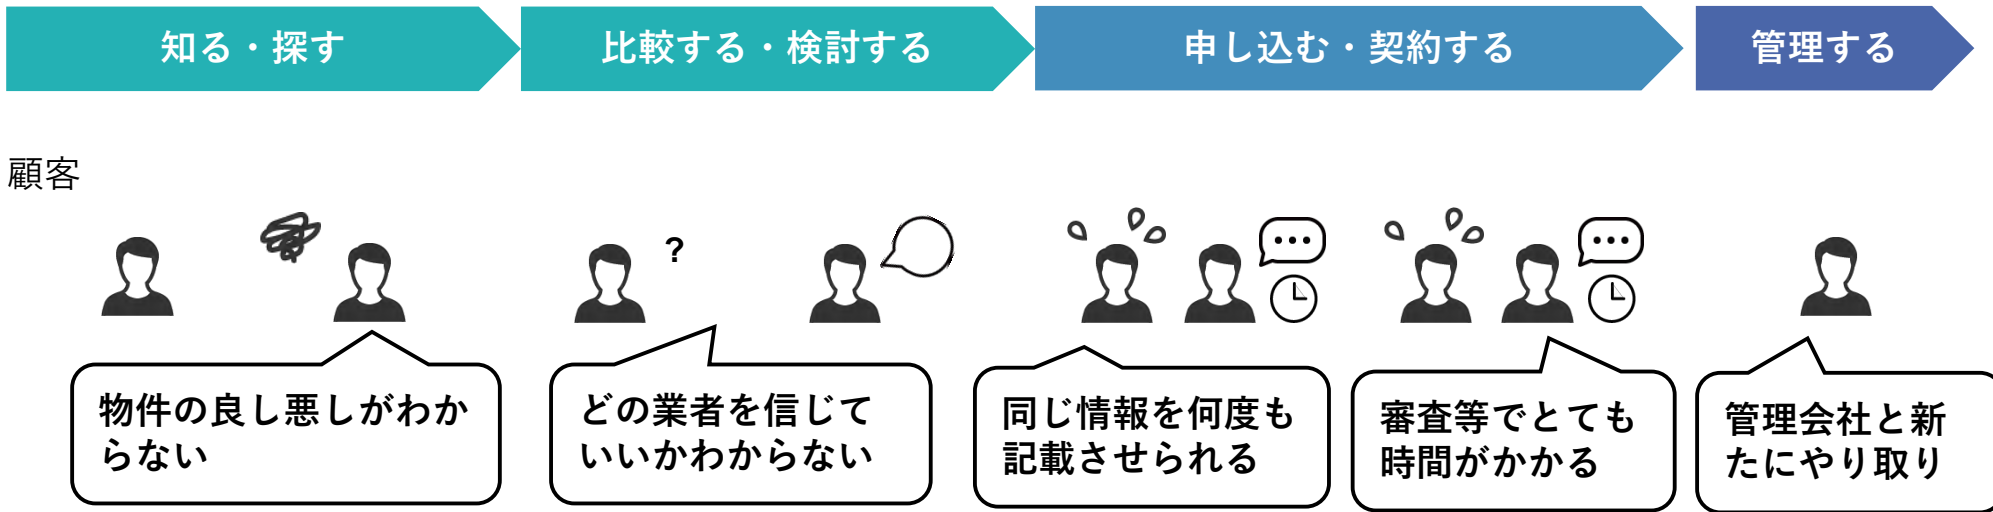 知る・探す
比較する・検討する
申し込む・契約する
管理する
顧客
?
物件の良し悪しがわか
らない
どの業者を信じて
いいかわからない
同じ情報を何度も
記載させられる
審査等でとても
時間がかかる
管理会社と新
たにやり取り